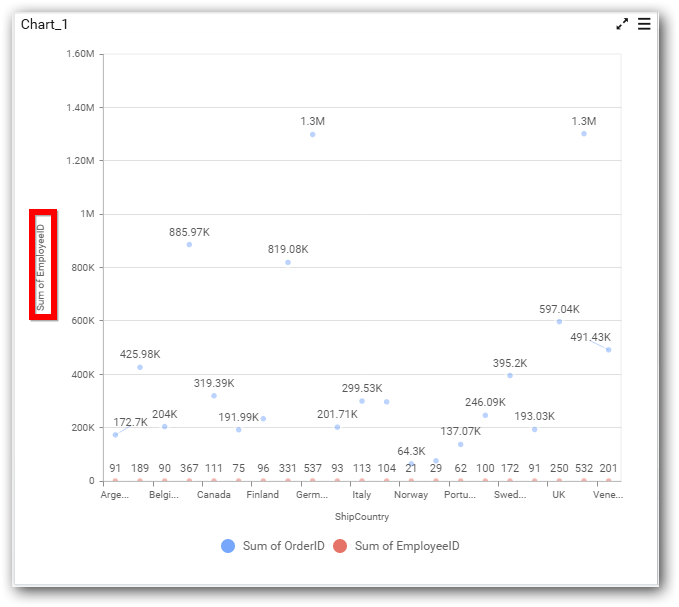 Chart_1
1.60M
1.40M
1.3M
1.3M
1.20M
1M
885.97K
819.08K
800K
Sum of EmployeeID
600K
597.04K
491.43K
425.98K
400K
395.2K
319.39K
299.53K
246.09K
200K
172.7K
204K
191.99K
201.71K
193.03K
137.07K
64.3K
91 189 90 367 111 75 96 331 537 93 113 104 21 29 62 100 172 91 250 532 201
0
Arge... Belgi... Canada Finland Germ... Italy Norway Portu... Swed... UK Vene...
ShipCountry
Sum of OrderID Sum of EmployeeID